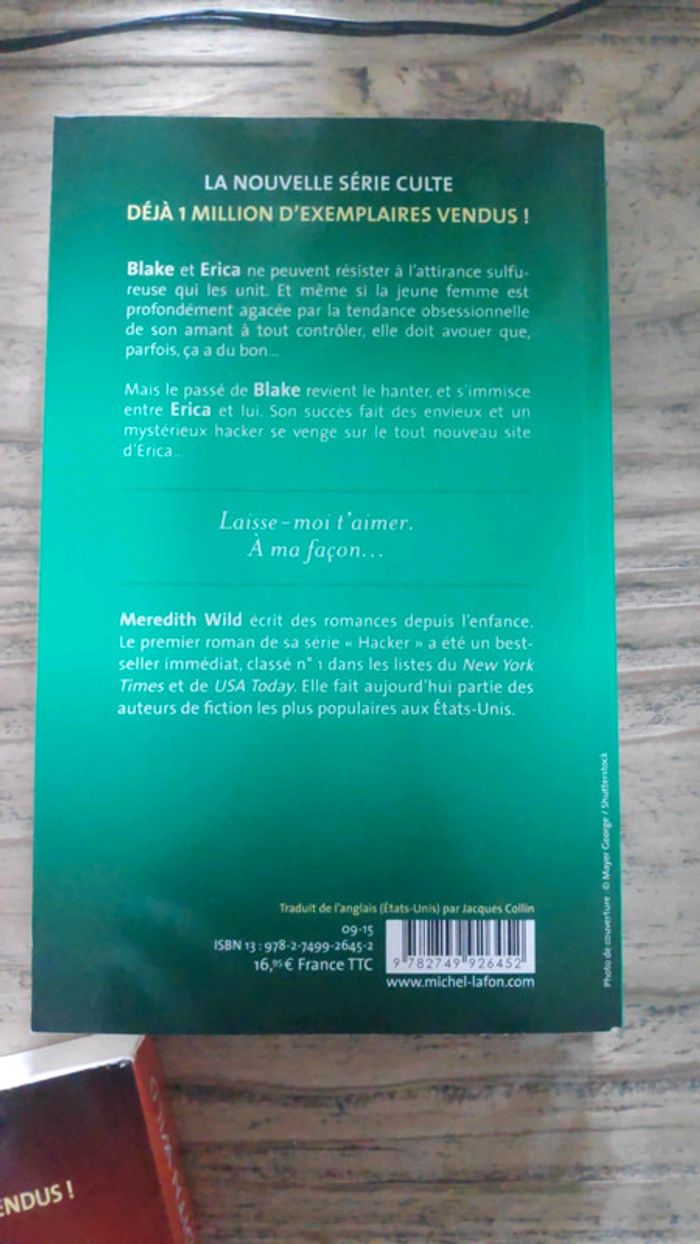 LA NOUVELLE SÉRIE CULTE
DÉJÀ 1 MILLION D'EXEMPLAIRES VENDUS !
Blake et Erica ne peuvent résister à l'attirance sulfu-
reuse qui les unit. Et même si la jeune femme est
profondément agacée par la tendance obsessionnelle
de son amant à tout contrôler, elle doit avouer que,
parfois, ça a du bon...
Mais le passé de Blake revient le hanter, et s'immisce
entre Erica et lui. Son succès fait des envieux et un
mystérieux hacker se venge sur le tout nouveau site
d'Erica...
Laisse-moi t'aimer.
À ma façon...
Meredith Wild écrit des romances depuis l'enfance.
Le premier roman de sa série « Hacker » a été un best-
seller immédiat, classé n° 1 dans les listes du New York
Times et de USA Today. Elle fait aujourd'hui partie des
auteurs de fiction les plus populaires aux États-Unis.
Traduit de l'anglais (États-Unis) par Jacques Collin
09-15
ISBN 13 : 978-2-7499-2645-2
16,95 € France TTC
9 782749 926452
www.michel-lafon.com
Photo de couverture : © Mayer George / Shutterstock
ENDUS !